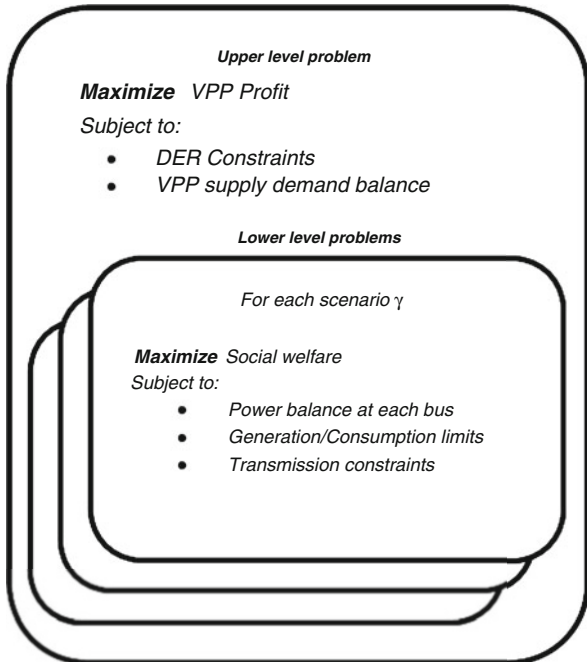 Upper level problem
Maximize VPP Profit
Subject to:
• DER Constraints
• VPP supply demand balance
Lower level problems
For each scenario γ
Maximize Social welfare
Subject to:
• Power balance at each bus
• Generation/Consumption limits
• Transmission constraints